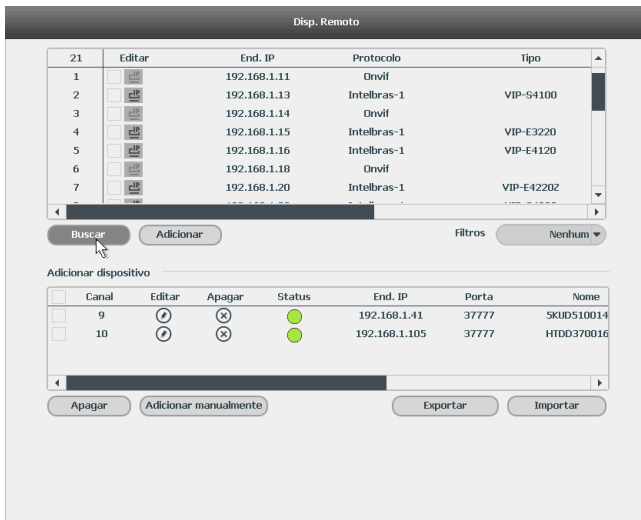 Disp. Remoto
21 Editar End. IP Protocolo Tipo
1 192.168.1.11 Onvif
2 192.168.1.13 Intelbras-1 VIP-S4100
3 192.168.1.14 Onvif
4 192.168.1.15 Intelbras-1 VIP-E3220
5 192.168.1.16 Intelbras-1 VIP-E4120
6 192.168.1.18 Onvif
7 192.168.1.20 Intelbras-1 VIP-E4220Z
Buscar Adicionar Filtros Nenhum
Adicionar dispositivo
Canal Editar Apagar Status End. IP Porta Nome
9 192.168.1.41 37777 5KUD510014
10 192.168.1.105 37777 HTDD370016
Apagar Adicionar manualmente Exportar Importar